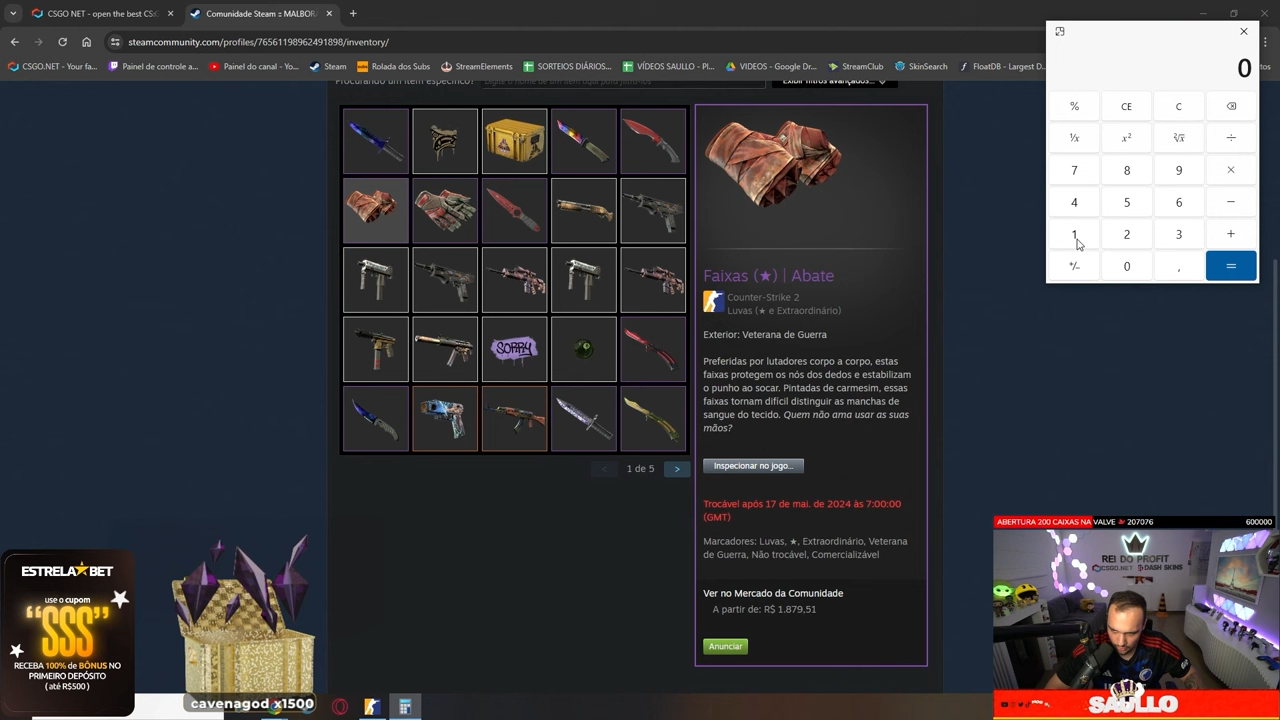 CSGO.NET - open the best CS:
Comunidade Steam :: MALBOR
steamcommunity.com/profiles/76561198962491898/inventory/
CSGO.NET - Your fa...
Painel de controle e a...
Painel do canal - Yo...
Steam
Rolada dos Subs
StreamElements
SORTEIOS DIÁRIOS...
VÍDEOS SAULLO - Pl...
VIDEOS - Google Dr...
StreamClub
SkinSearch
FloatDB - Largest D...
0
% CE C
¹/x x² ²√x ÷
7 8 9 ×
4 5 6 −
1 2 3 +
+/− 0 , =
SORRY
1 de 5 >
Faixas (★) | Abate
Counter-Strike 2
Luvas (★ e Extraordinário)
Exterior: Veterana de Guerra
Preferidas por lutadores corpo a corpo, estas
faixas protegem os nós dos dedos e estabilizam
o punho ao socar. Pintadas de carmesim, essas
faixas tornam difícil distinguir as manchas de
sangue do tecido. Quem não ama usar as suas
mãos?
Inspecionar no jogo...
Trocável após 17 de mai. de 2024 às 7:00:00
(GMT)
Marcadores: Luvas, ★, Extraordinário, Veterana
de Guerra, Não trocável, Comercializável
Ver no Mercado da Comunidade
A partir de: R$ 1.879,51
Anunciar
ESTRELA★BET
use o cupom
"SSS"
RECEBA 100% de BÔNUS NO
PRIMEIRO DEPÓSITO
( até R$500 )
cavenagod x1500
ABERTURA 200 CAIXAS NA VALVE 207076 600000
REI DO PROFIT
CSGO.NET DASH SKINS
SAULLO